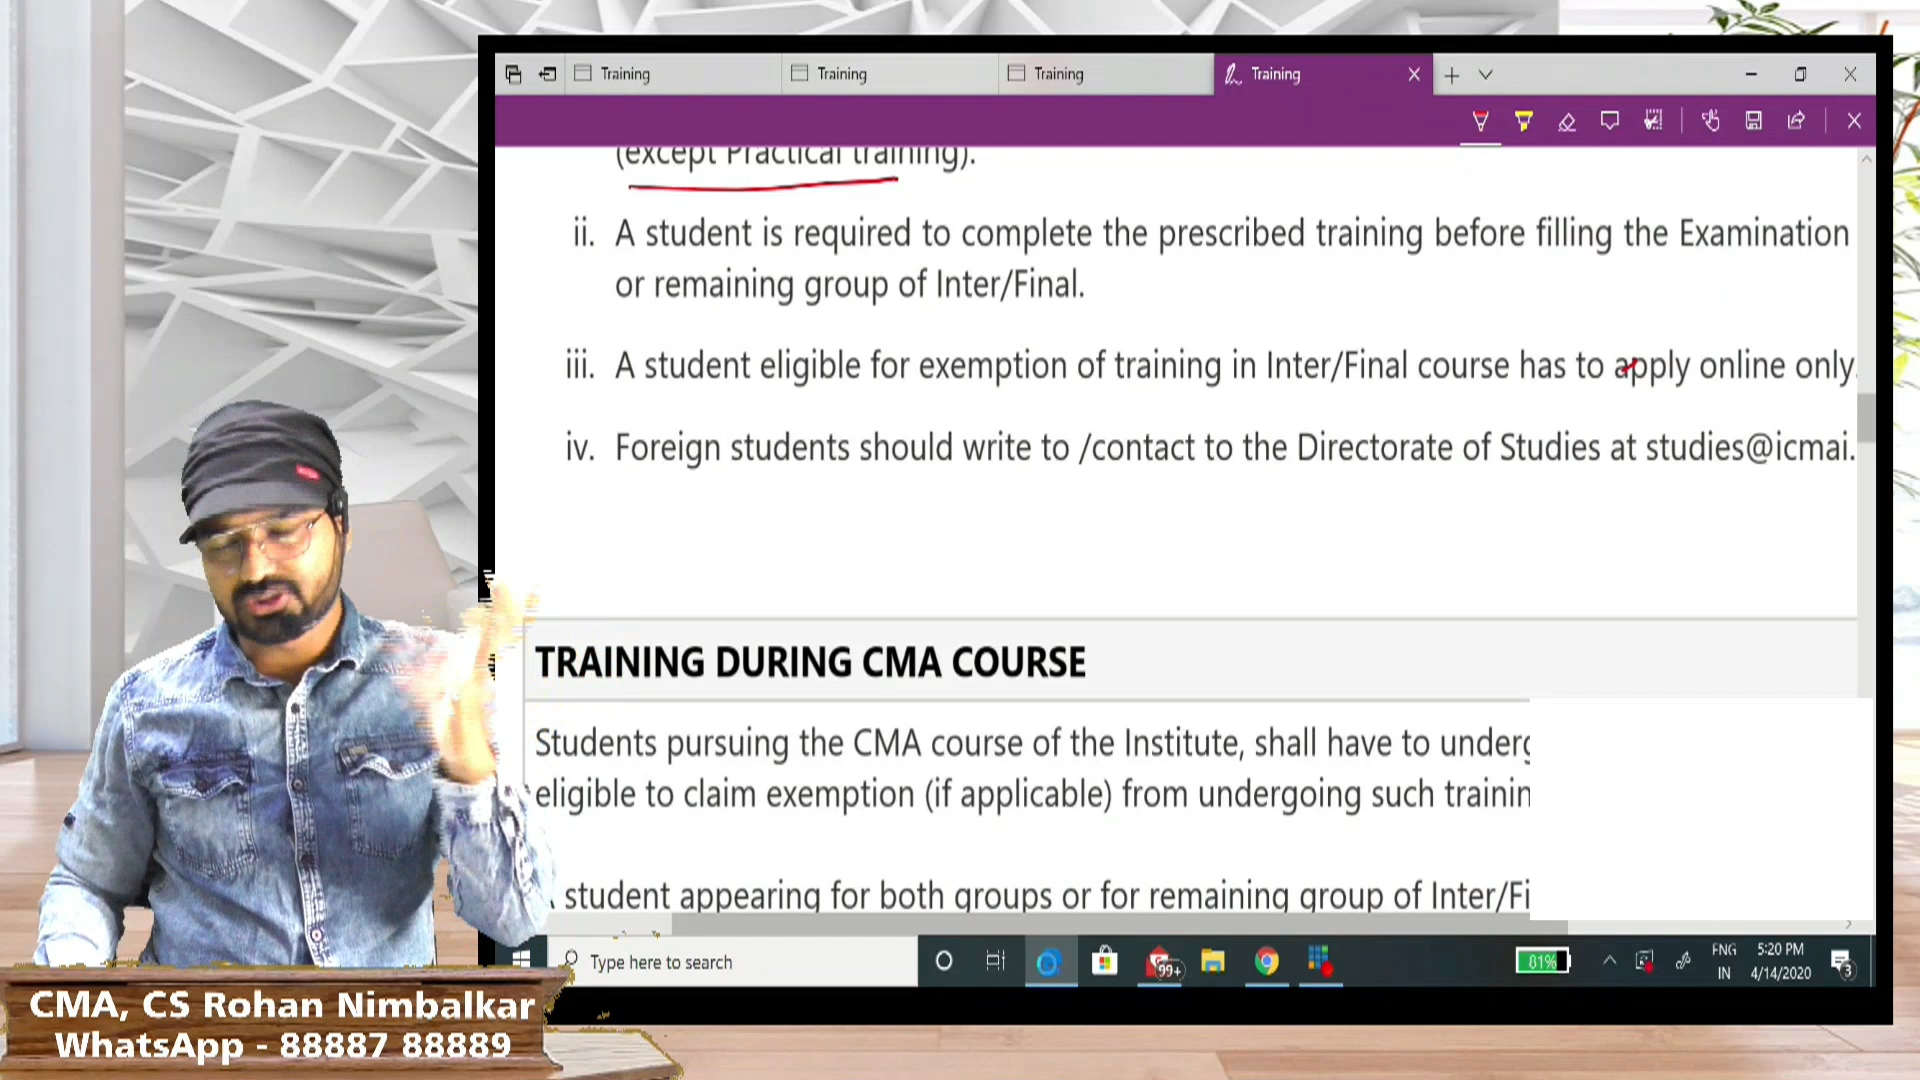 Training
Training
Training
Training
(except Practical training).
ii. A student is required to complete the prescribed training before filling the Examination
or remaining group of Inter/Final.
iii. A student eligible for exemption of training in Inter/Final course has to apply online only.
iv. Foreign students should write to /contact to the Directorate of Studies at studies@icmai.
TRAINING DURING CMA COURSE
Students pursuing the CMA course of the Institute, shall have to
eligible to claim exemption (if applicable) from undergoing such
student appearing for both groups or for remaining group of
Type here to search
99+
81%
ENG
IN
5:20 PM
4/14/2020
3
CMA, CS Rohan Nimbalkar
WhatsApp - 88887 88889